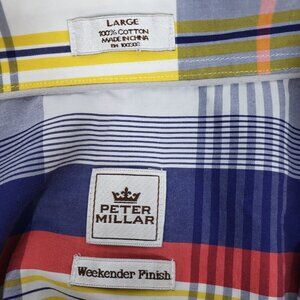 LARGE
100% COTTON
MADE IN CHINA
PETER
MILLAR
Weekender Finish